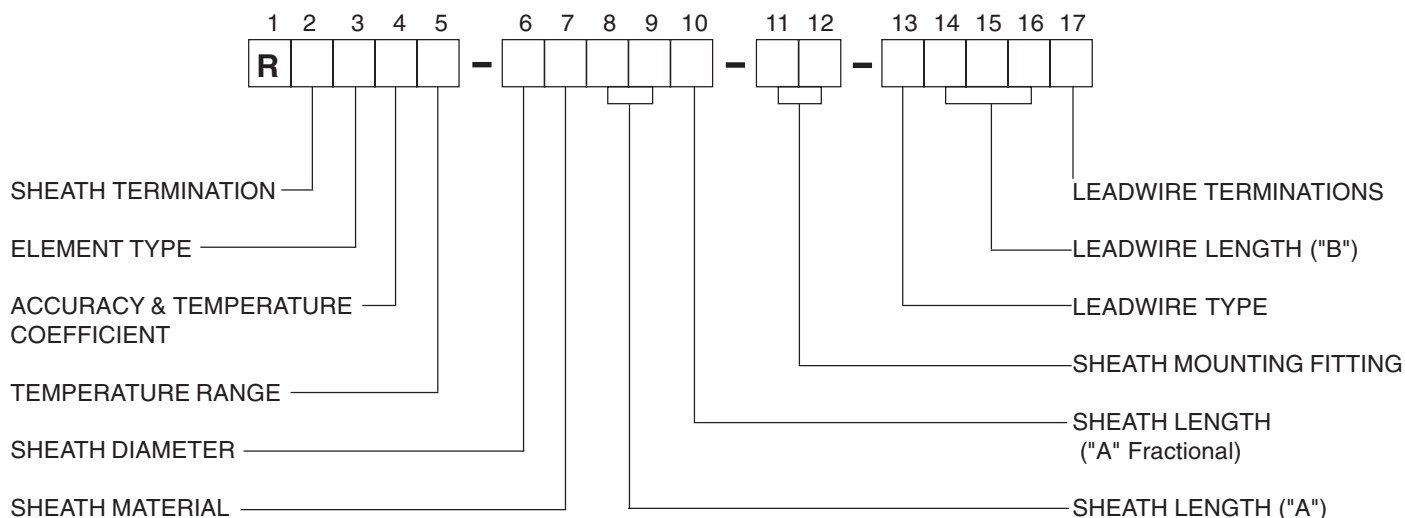 1 2 3 4 5 6 7 8 9 10 11 12 13 14 15 16 17
R - - -
SHEATH TERMINATION
ELEMENT TYPE
ACCURACY & TEMPERATURE
COEFFICIENT
TEMPERATURE RANGE
SHEATH DIAMETER
SHEATH MATERIAL
LEADWIRE TERMINATIONS
LEADWIRE LENGTH ("B")
LEADWIRE TYPE
SHEATH MOUNTING FITTING
SHEATH LENGTH
("A" Fractional)
SHEATH LENGTH ("A")